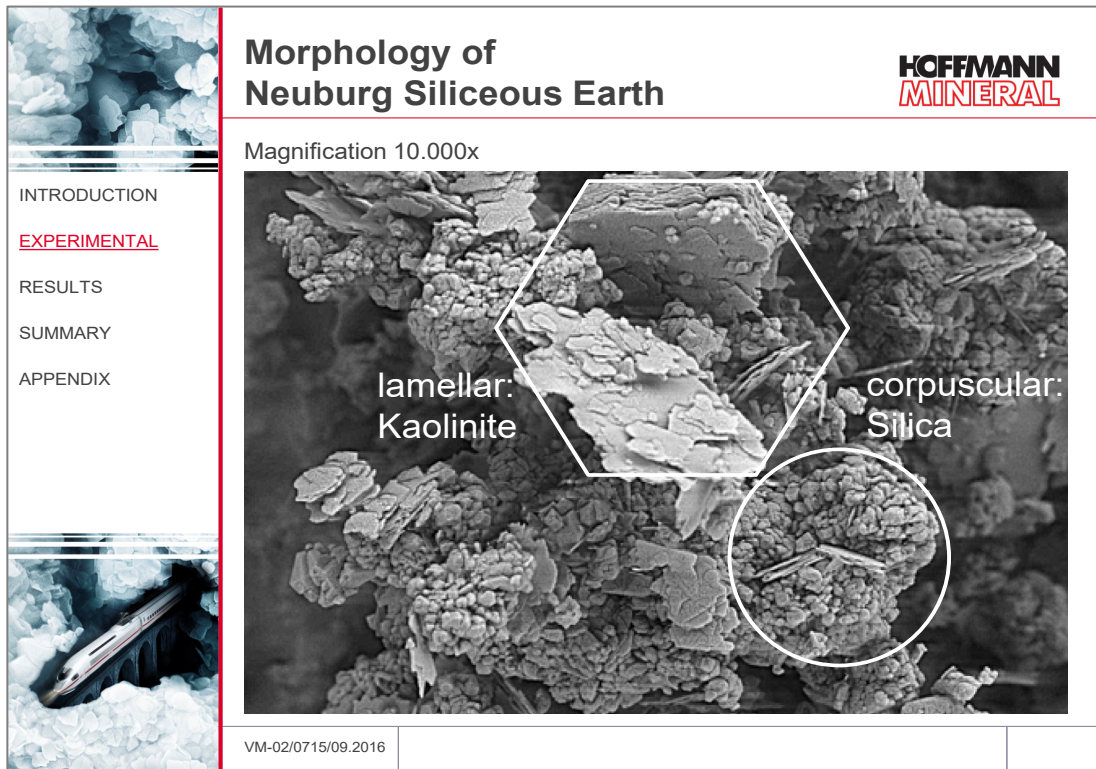 Morphology of
Neuburg Siliceous Earth
HOFFMANN
MINERAL
Magnification 10.000x
INTRODUCTION
EXPERIMENTAL
RESULTS
SUMMARY
APPENDIX
lamellar:
Kaolinite
corpuscular:
Silica
VM-02/0715/09.2016